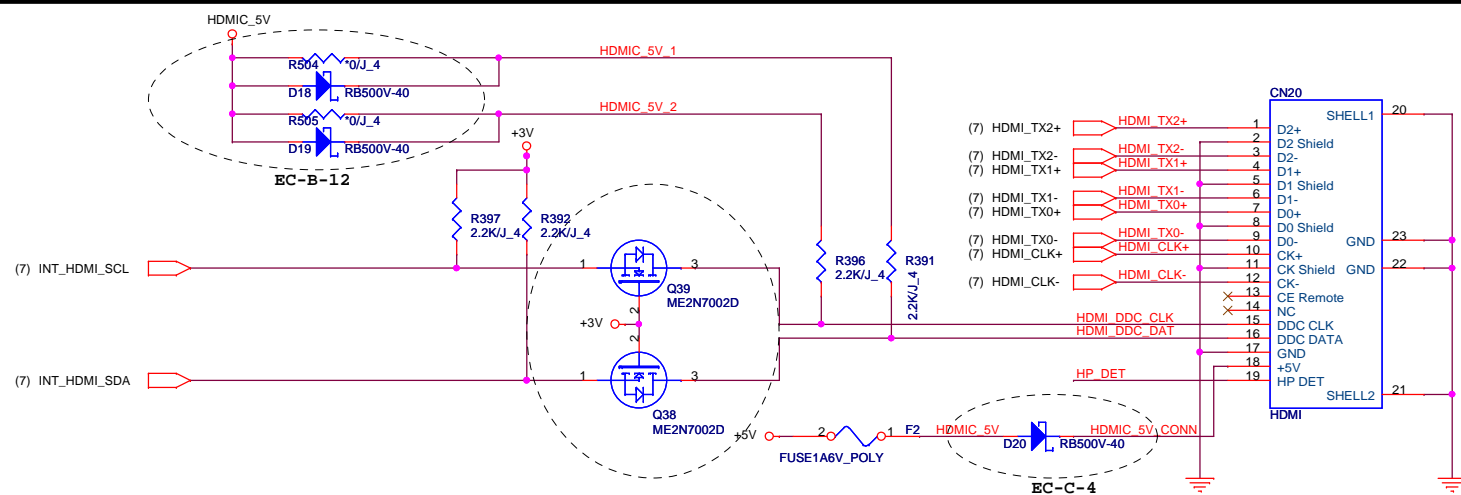 HDMIC_5V
R504 *0/J_4
HDMIC_5V_1
D18 RB500V-40
R505 *0/J_4
HDMIC_5V_2
D19 RB500V-40
EC-B-12
+3V
R397
2.2K/J_4
R392
2.2K/J_4
(7) INT_HDMI_SCL
1
3
Q39
ME2N7002D
2
+3V
2
(7) INT_HDMI_SDA
1
3
Q38
ME2N7002D
R396
2.2K/J_4
R391
2.2K/J_4
HDMI_DDC_CLK
HDMI_DDC_DAT
HP_DET
+5V
2
1
F2
FUSE1A6V_POLY
HDMIC_5V
D20 RB500V-40
HDMIC_5V_CONN
EC-C-4
(7) HDMI_TX2+ HDMI_TX2+
(7) HDMI_TX2- HDMI_TX2-
(7) HDMI_TX1+ HDMI_TX1+
(7) HDMI_TX1- HDMI_TX1-
(7) HDMI_TX0+ HDMI_TX0+
(7) HDMI_TX0- HDMI_TX0-
(7) HDMI_CLK+ HDMI_CLK+
(7) HDMI_CLK- HDMI_CLK-
CN20
SHELL1 20
1 D2+
2 D2 Shield
3 D2-
4 D1+
5 D1 Shield
6 D1-
7 D0+
8 D0 Shield
9 D0-
GND 23
10 CK+
11 CK Shield
GND 22
12 CK-
13 CE Remote
14 NC
15 DDC CLK
16 DDC DATA
17 GND
18 +5V
19 HP DET
SHELL2 21
HDMI